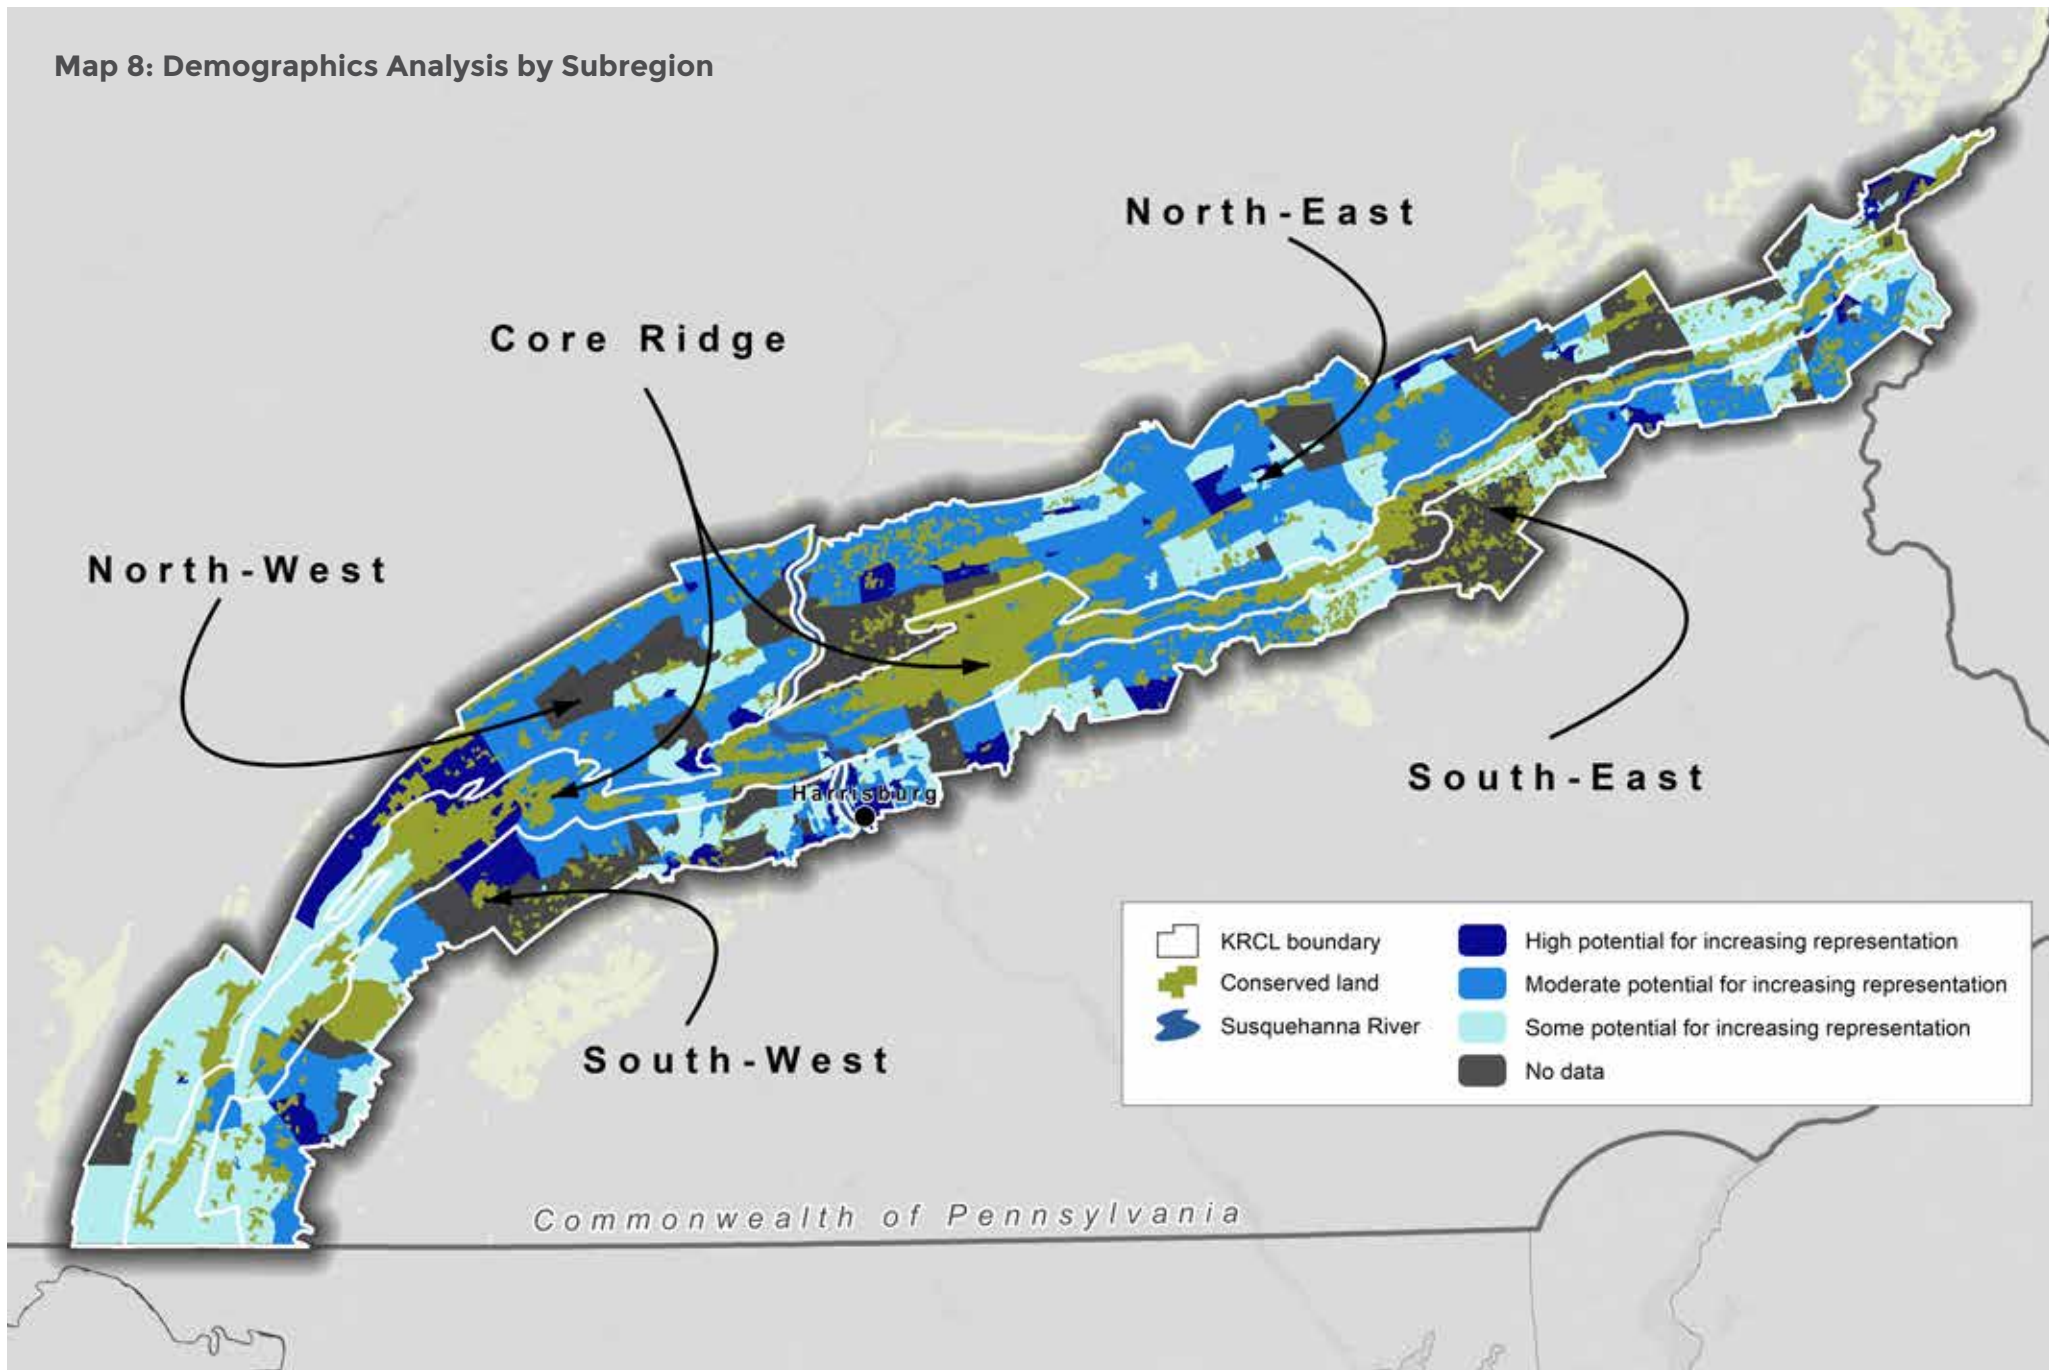 Map 8: Demographics Analysis by Subregion
North-East
Core Ridge
North-West
South-East
Harrisburg
South-West
KRCL boundary
Conserved land
Susquehanna River
High potential for increasing representation
Moderate potential for increasing representation
Some potential for increasing representation
No data
Commonwealth of Pennsylvania